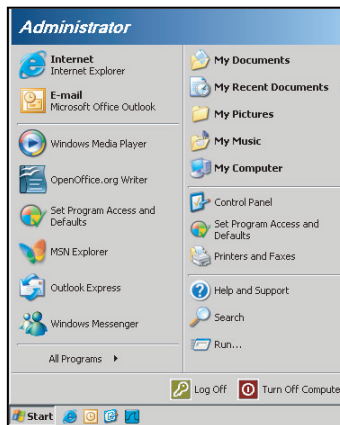 Administrator
Internet
Internet Explorer
E-mail
Microsoft Office Outlook
Windows Media Player
OpenOffice.org Writer
Set Program Access and
Defaults
MSN Explorer
Outlook Express
Windows Messenger
All Programs
My Documents
My Recent Documents
My Pictures
My Music
My Computer
Control Panel
Set Program Access and
Defaults
Printers and Faxes
Help and Support
Search
Run...
Log Off
Turn Off Compute
Start